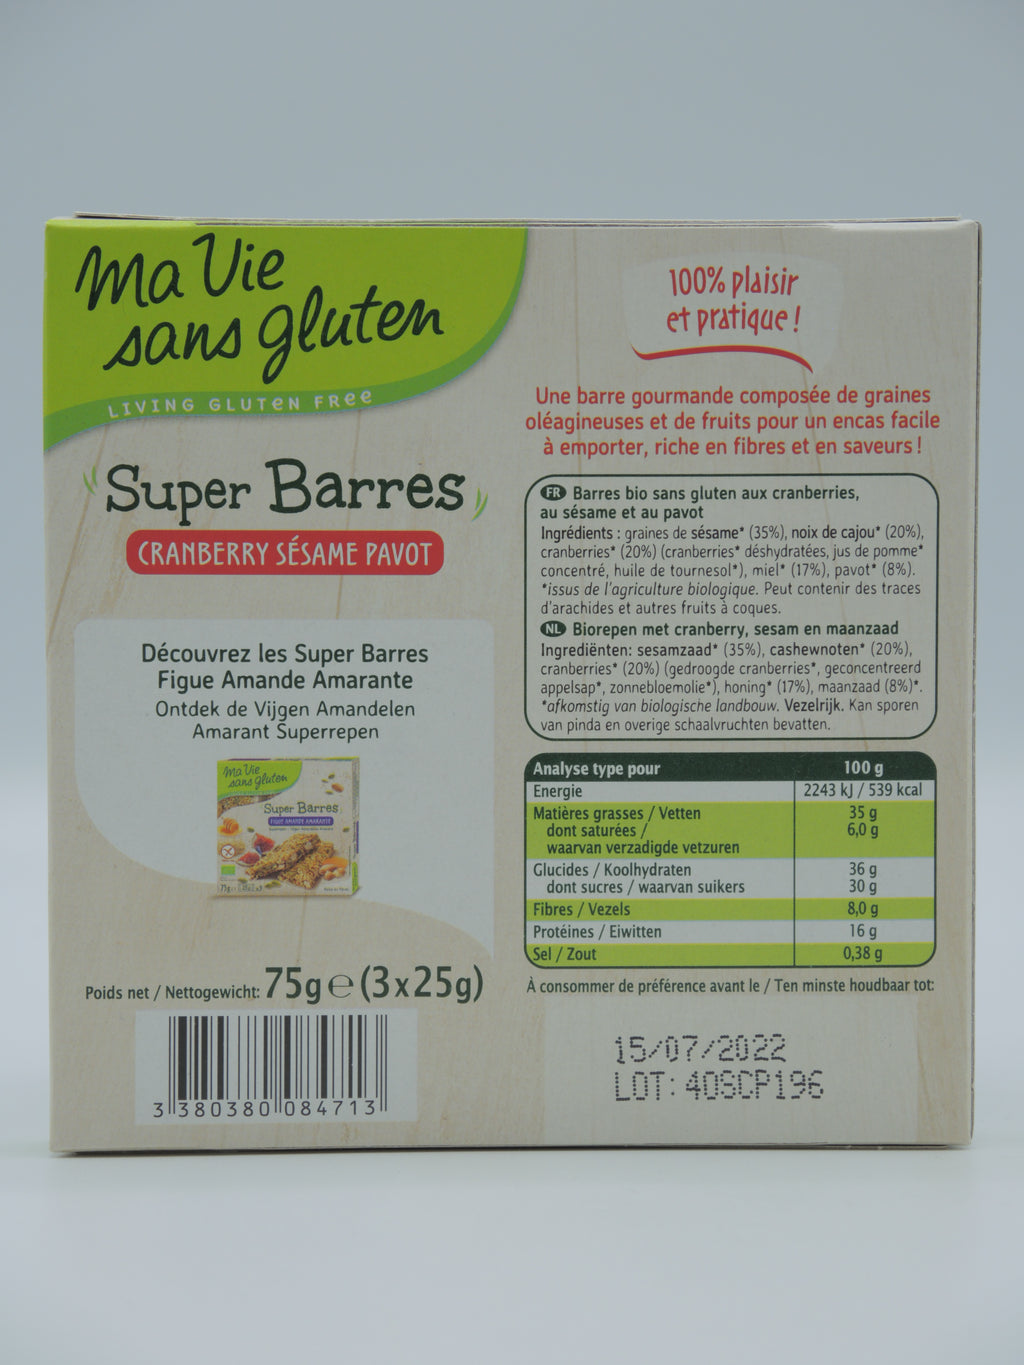 Ma Vie
sans gluten
LIVING GLUTEN FREE
Super Barres
CRANBERRY SÉSAME PAVOT
Découvrez les Super Barres
Figue Amande Amarante
Ontdek de Vijgen Amandelen
Amarant Superrepen
Ma Vie
sans gluten
Super Barres
FIGUE AMANDE AMARANTE
Poids net / Nettogewicht: 75g e (3x25g)
3 380380 084713
100% plaisir
et pratique !
Une barre gourmande composée de graines
oléagineuses et de fruits pour un encas facile
à emporter, riche en fibres et en saveurs !
FR Barres bio sans gluten aux cranberries,
au sésame et au pavot
Ingrédients : graines de sésame* (35%), noix de cajou* (20%),
cranberries* (20%) (cranberries* déshydratées, jus de pomme*
concentré, huile de tournesol*), miel* (17%), pavot* (8%).
*issus de l'agriculture biologique. Peut contenir des traces
d'arachides et autres fruits à coques.
NL Biorepen met cranberry, sesam en maanzaad
Ingrediënten: sesamzaad* (35%), cashewnoten* (20%),
cranberries* (20%) (gedroogde cranberries*, geconcentreerd
appelsap*, zonnebloemolie*), honing* (17%), maanzaad (8%)*.
*afkomstig van biologische landbouw. Vezelrijk. Kan sporen
van pinda en overige schaalvruchten bevatten.
Analyse type pour 100 g
Energie 2243 kJ / 539 kcal
Matières grasses / Vetten 35 g
dont saturées / 6,0 g
waarvan verzadigde vetzuren
Glucides / Koolhydraten 36 g
dont sucres / waarvan suikers 30 g
Fibres / Vezels 8,0 g
Protéines / Eiwitten 16 g
Sel / Zout 0,38 g
À consommer de préférence avant le / Ten minste houdbaar tot:
15/07/2022
LOT: 40SCP196